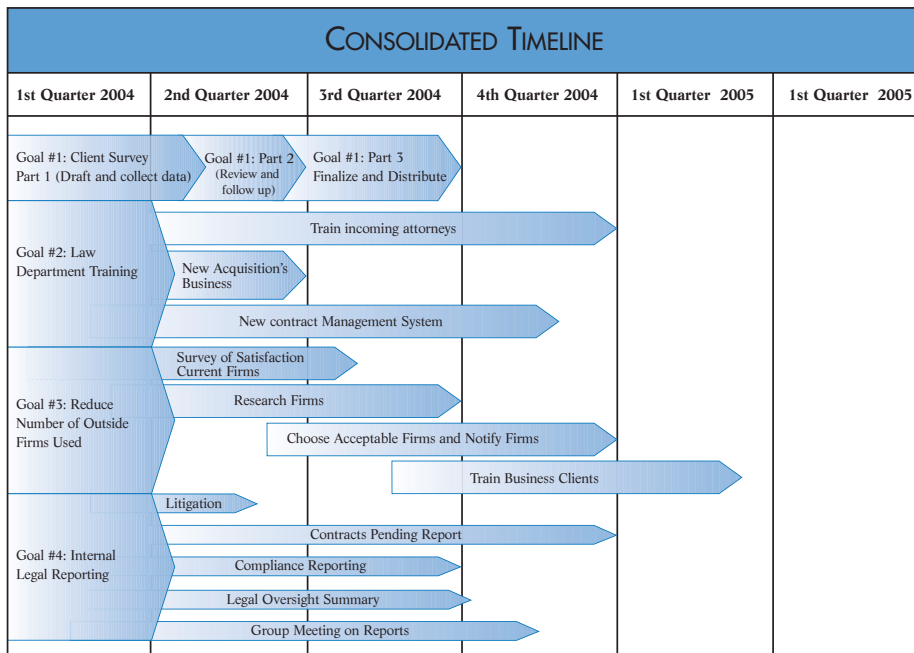 CONSOLIDATED TIMELINE
1st Quarter 2004
2nd Quarter 2004
3rd Quarter 2004
4th Quarter 2004
1st Quarter 2005
1st Quarter 2005
Goal #1: Client Survey
Part 1 (Draft and collect data)
Goal #1: Part 2
(Review and
follow up)
Goal #1: Part 3
Finalize and Distribute
Goal #2: Law
Department Training
Train incoming attorneys
New Acquisition's
Business
New contract Management System
Goal #3: Reduce
Number of Outside
Firms Used
Survey of Satisfaction
Current Firms
Research Firms
Choose Acceptable Firms and Notify Firms
Train Business Clients
Goal #4: Internal
Legal Reporting
Litigation
Contracts Pending Report
Compliance Reporting
Legal Oversight Summary
Group Meeting on Reports